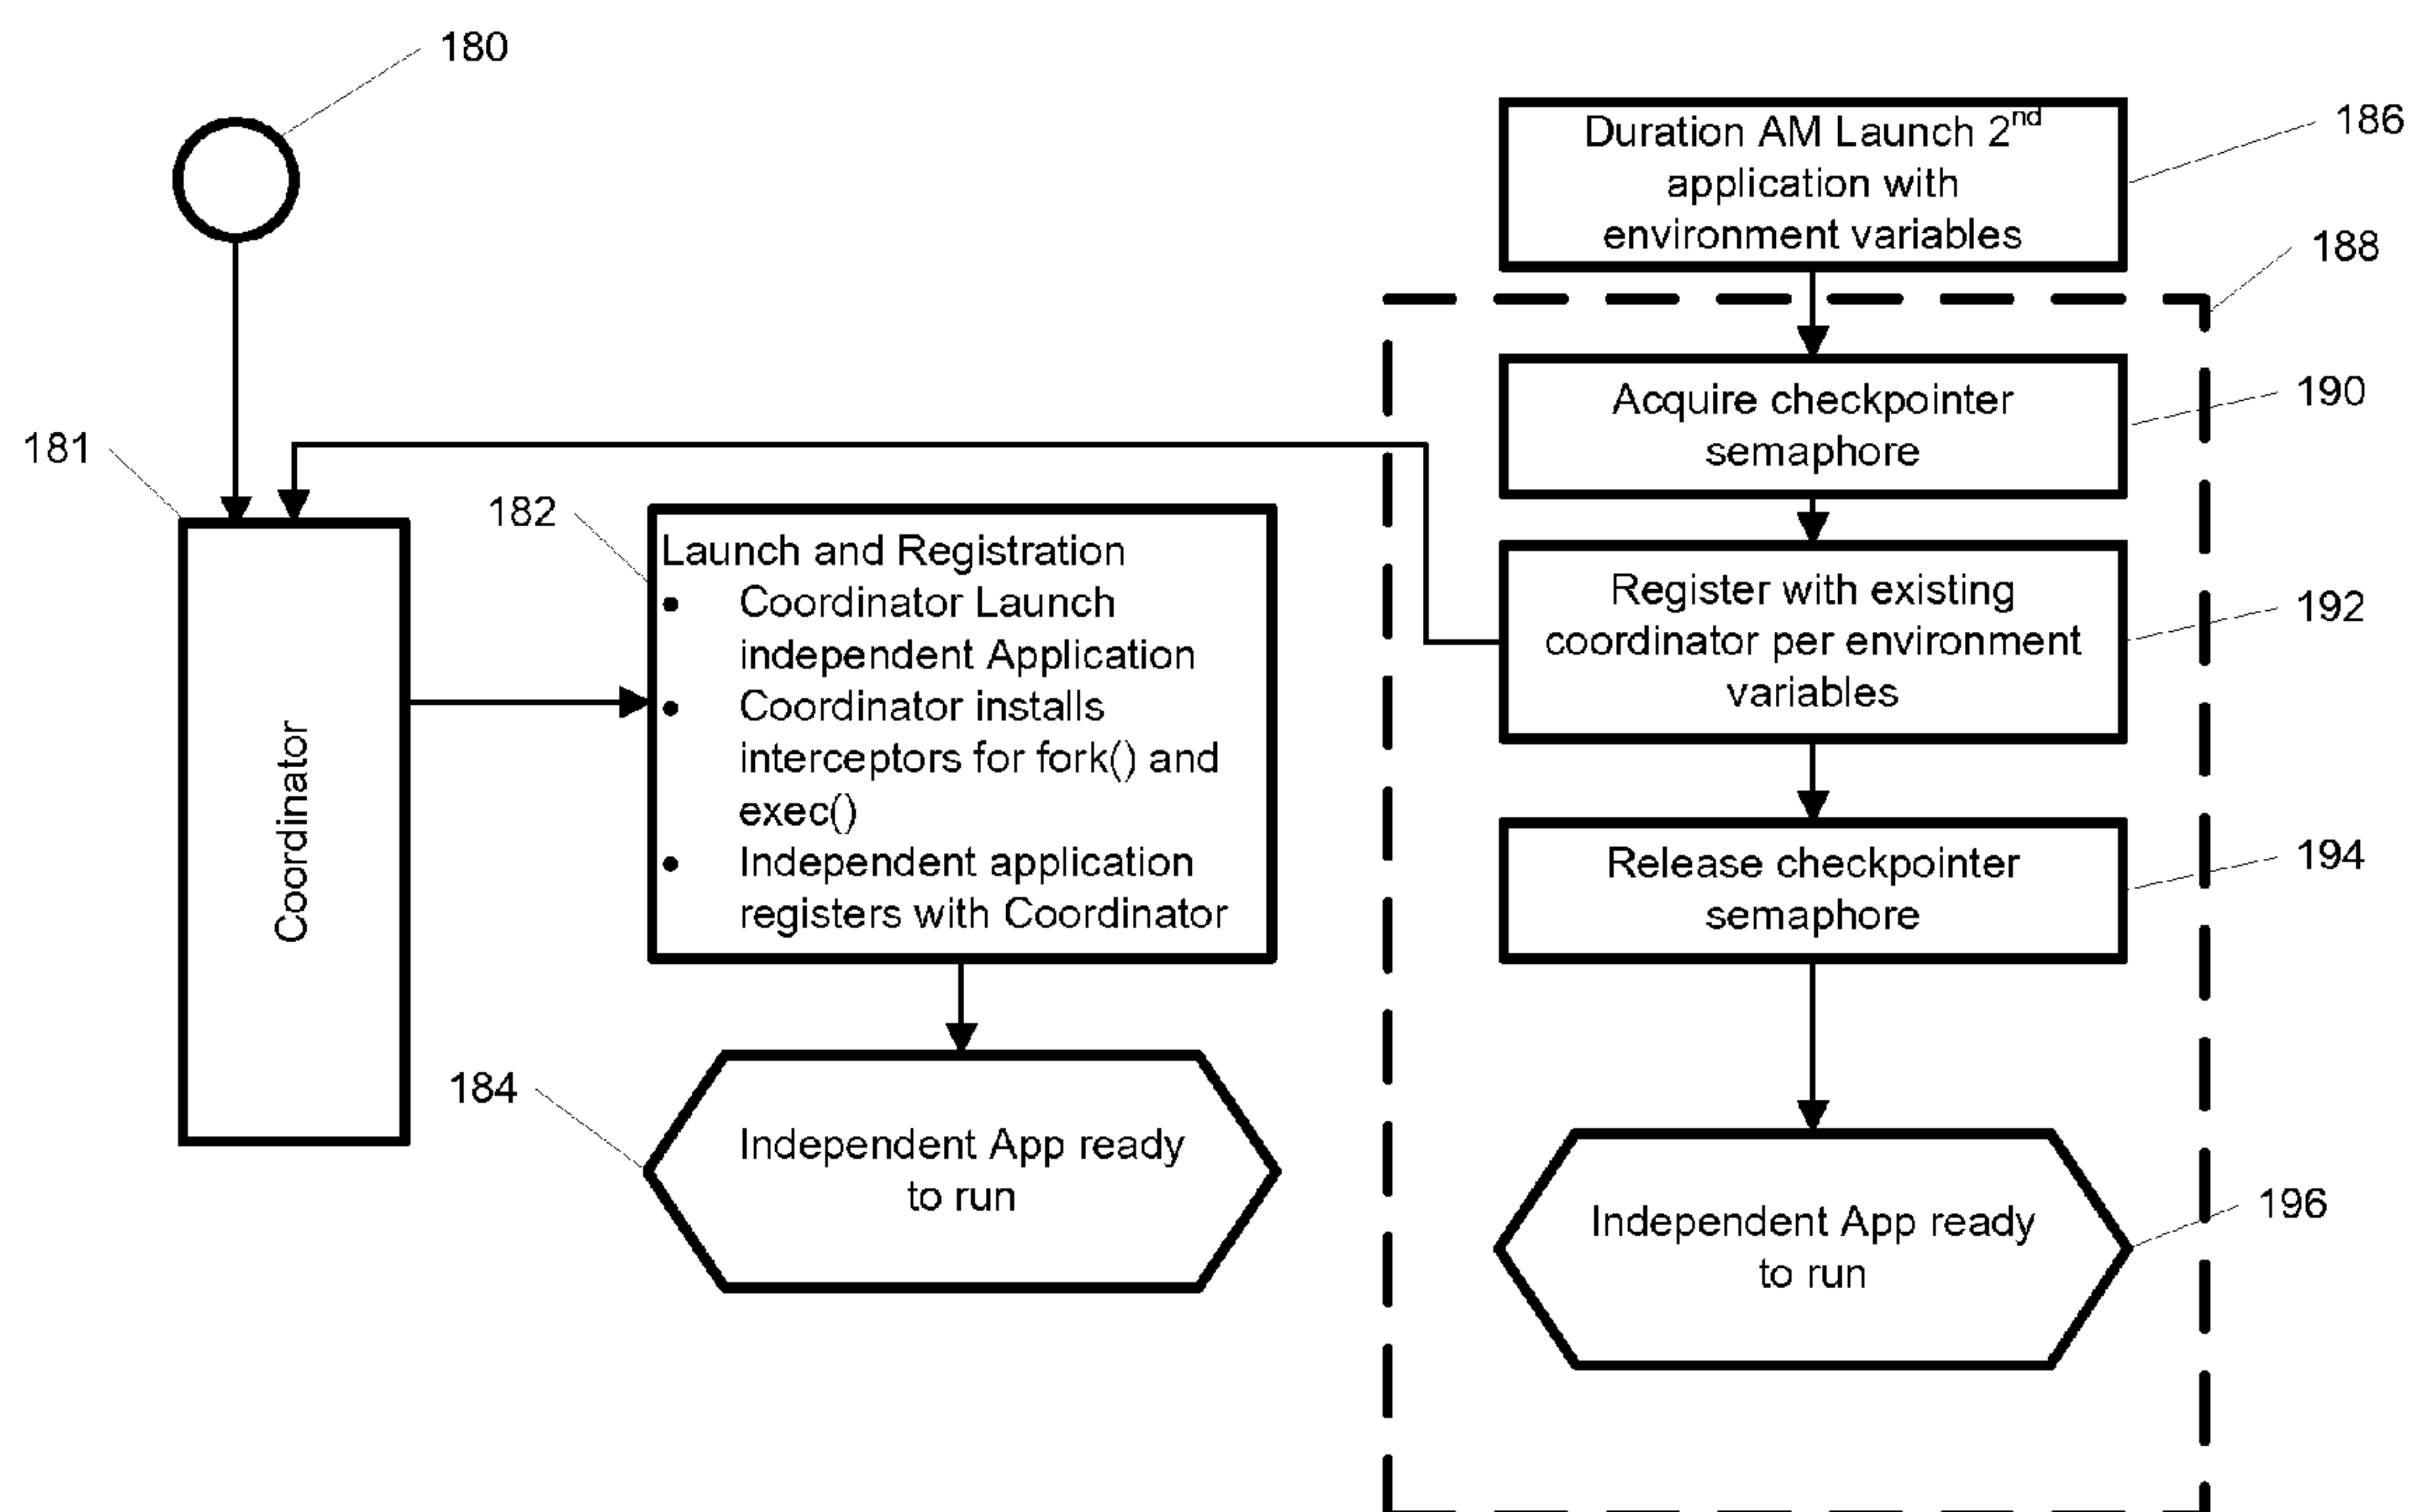 180
181
Coordinator
182
Launch and Registration
• Coordinator Launch
independent Application
• Coordinator installs
interceptors for fork() and
exec()
• Independent application
registers with Coordinator
184
Independent App ready
to run
Duration AM Launch 2nd
application with
environment variables
186
188
Acquire checkpointer
semaphore
190
Register with existing
coordinator per environment
variables
192
Release checkpointer
semaphore
194
Independent App ready
to run
196